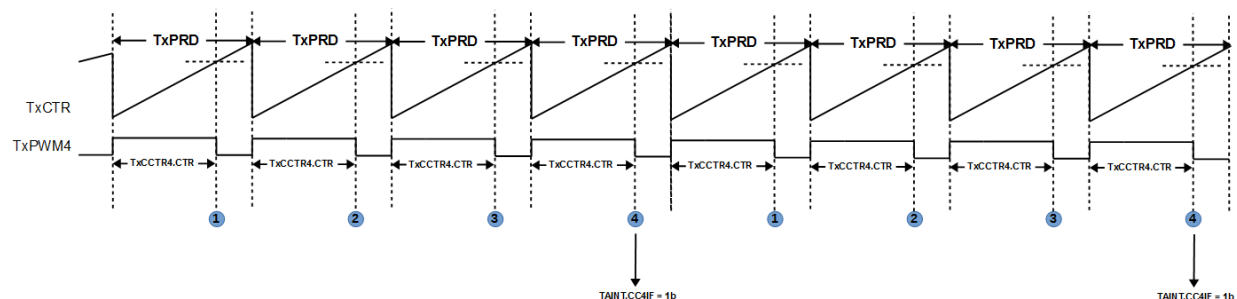 TxPRD TxPRD TxPRD TxPRD TxPRD TxPRD TxPRD TxPRD
TxCTR
TxPWM4
TxCCTR4.CTR TxCCTR4.CTR TxCCTR4.CTR TxCCTR4.CTR TxCCTR4.CTR TxCCTR4.CTR TxCCTR4.CTR TxCCTR4.CTR
1 2 3 4 1 2 3 4
TAINT.CC4IF = 1b TAINT.CC4IF = 1b